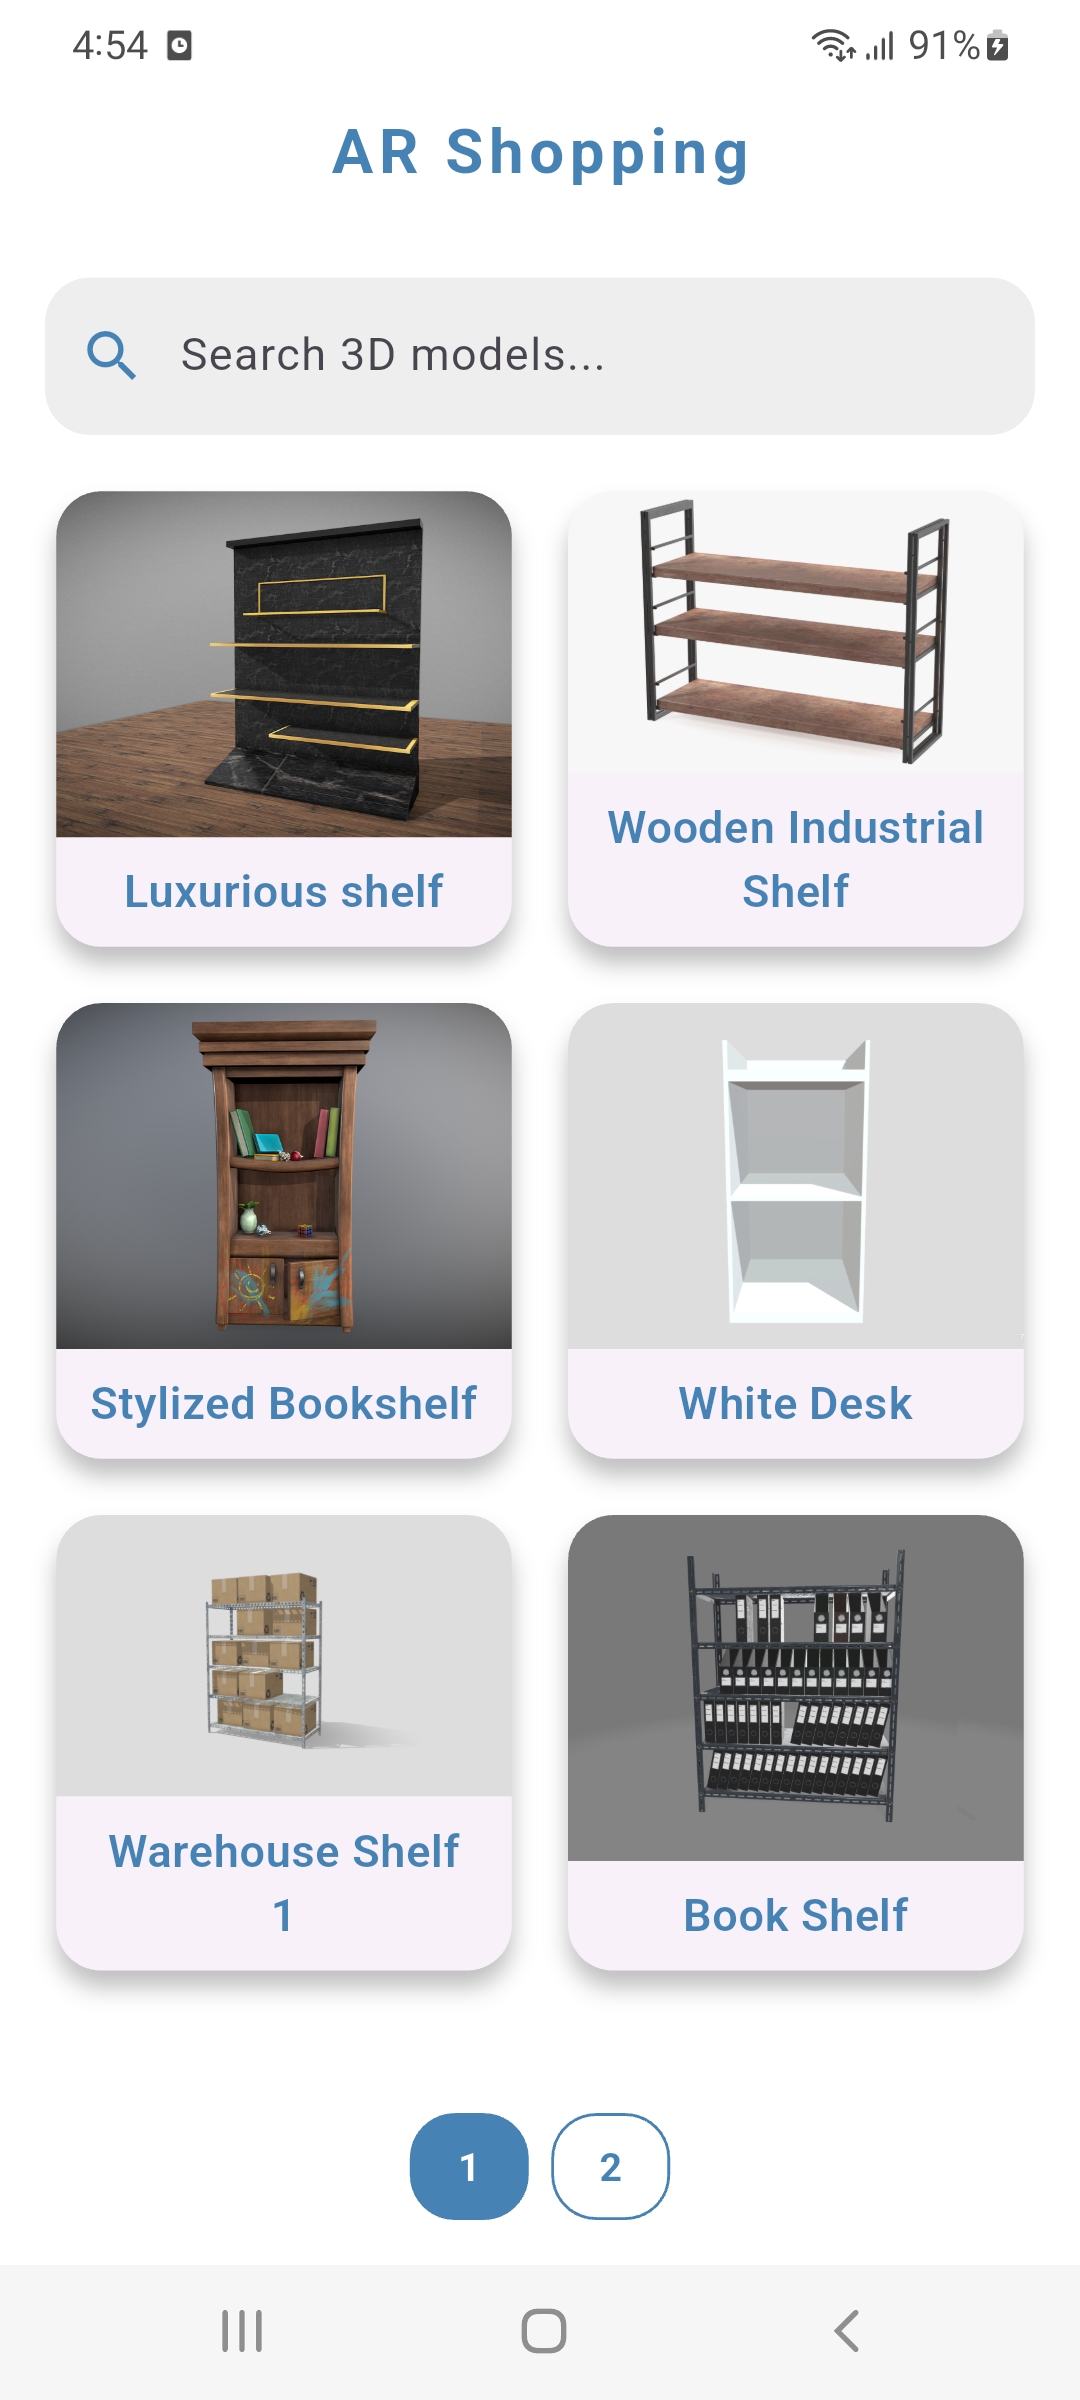 4:54
91%
AR Shopping
Search 3D models...
Luxurious shelf
Wooden Industrial
Shelf
Stylized Bookshelf
White Desk
Warehouse Shelf
1
Book Shelf
1 2